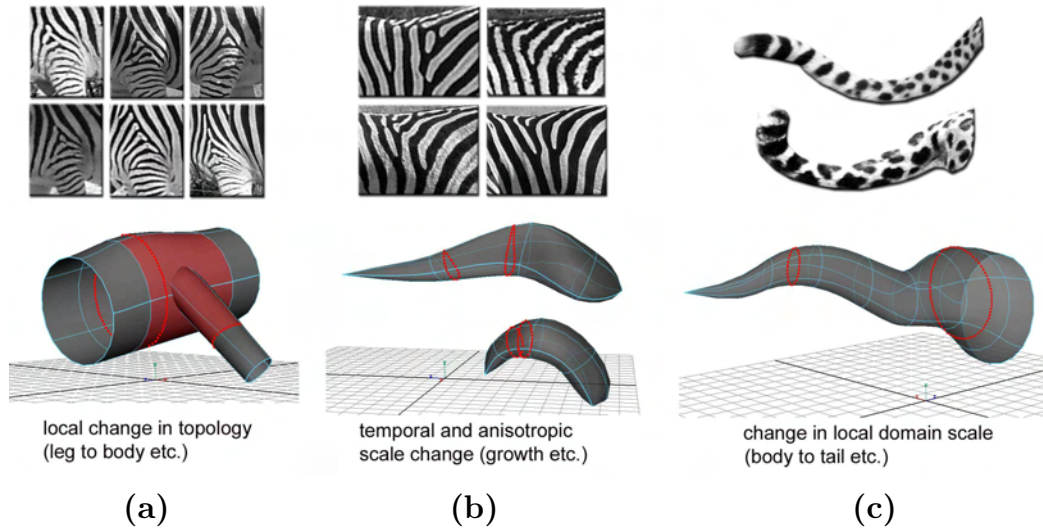 local change in topology
(leg to body etc.)
temporal and anisotropic
scale change (growth etc.)
change in local domain scale
(body to tail etc.)
(a)
(b)
(c)